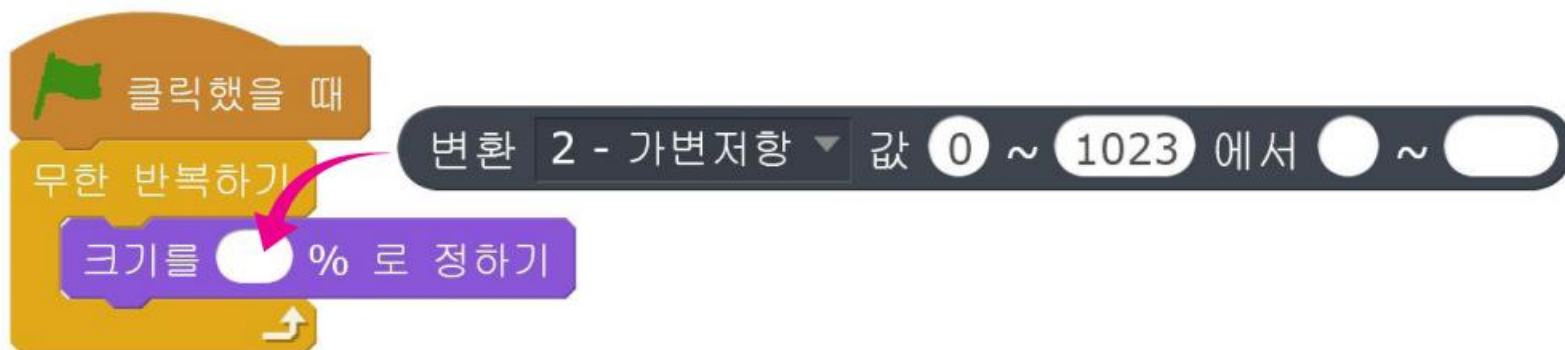 클릭했을 때
변환 2 - 가변저항 값 0 ~ 1023 에서 ~
무한 반복하기
크기를 % 로 정하기